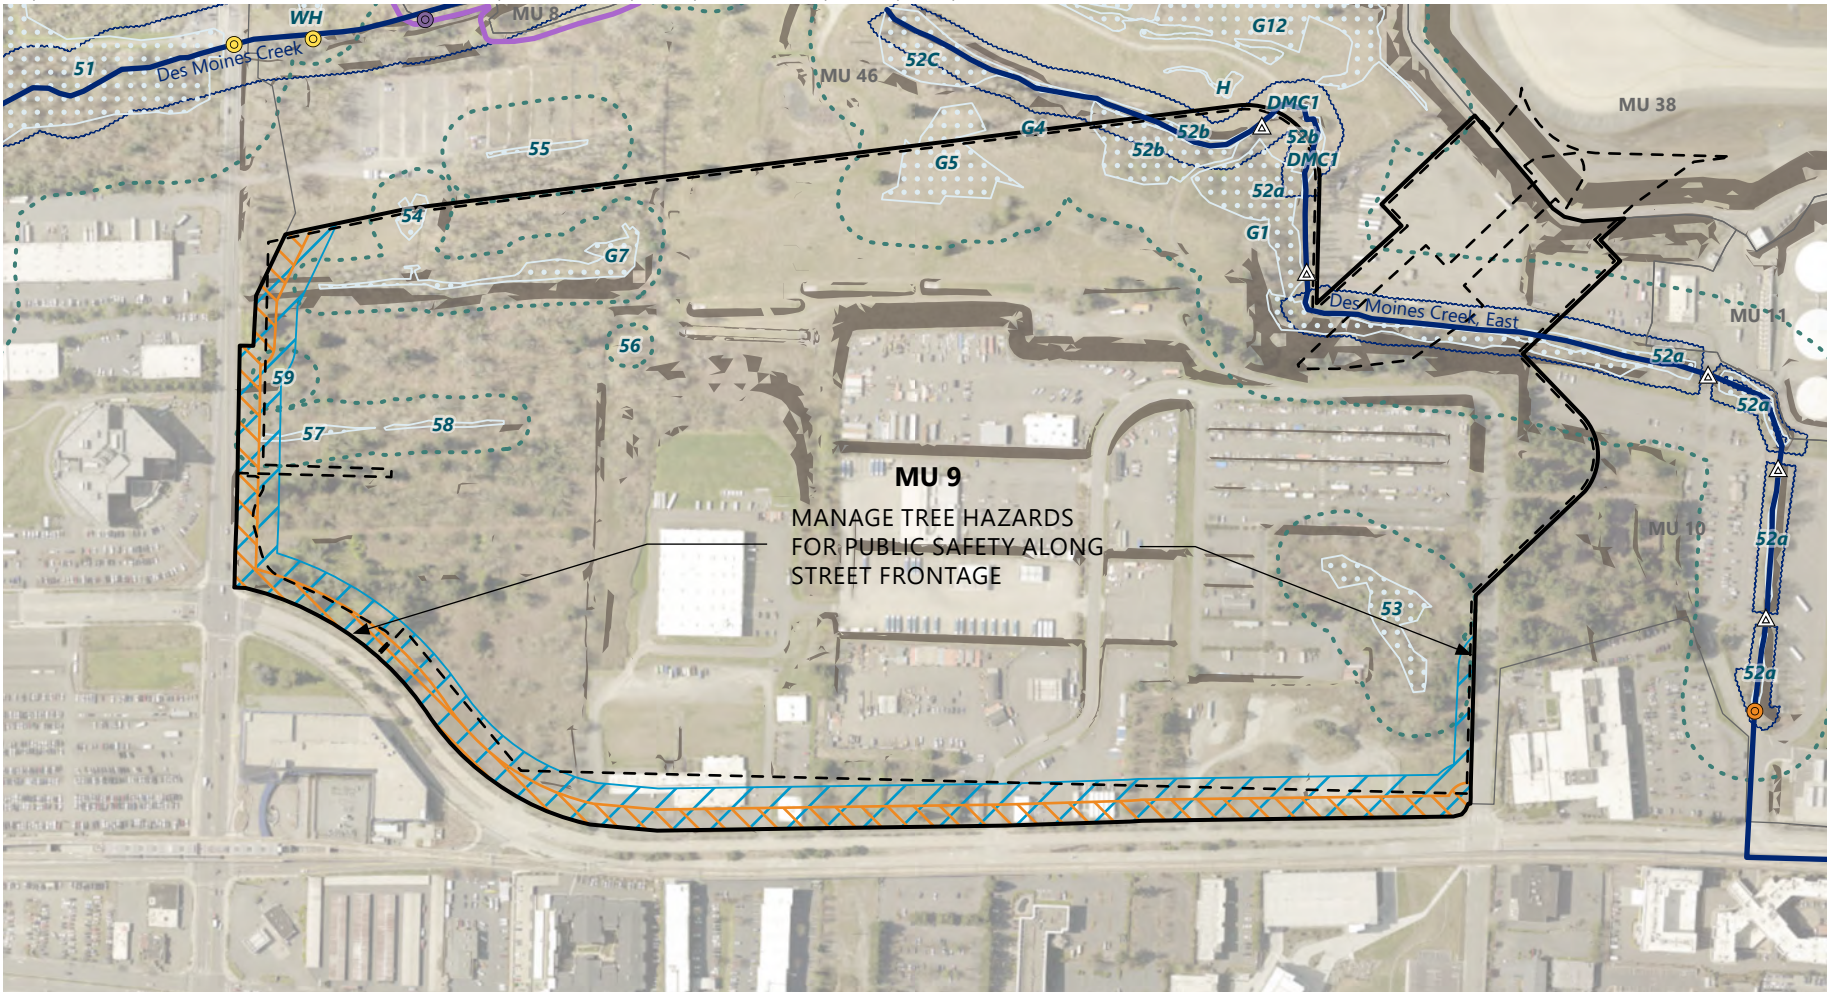 MU 8
WH
G12
51
Des Moines Creek
52C
MU 46
H
MU 38
DMC1
G4
52b
52b
55
G5
52b
DMC1
52a
54
G1
G7
Des Moines Creek, East
MU 11
56
52a
59
52a
57
58
MU 9
MANAGE TREE HAZARDS
FOR PUBLIC SAFETY ALONG
STREET FRONTAGE
MU 10
52a
53
52a